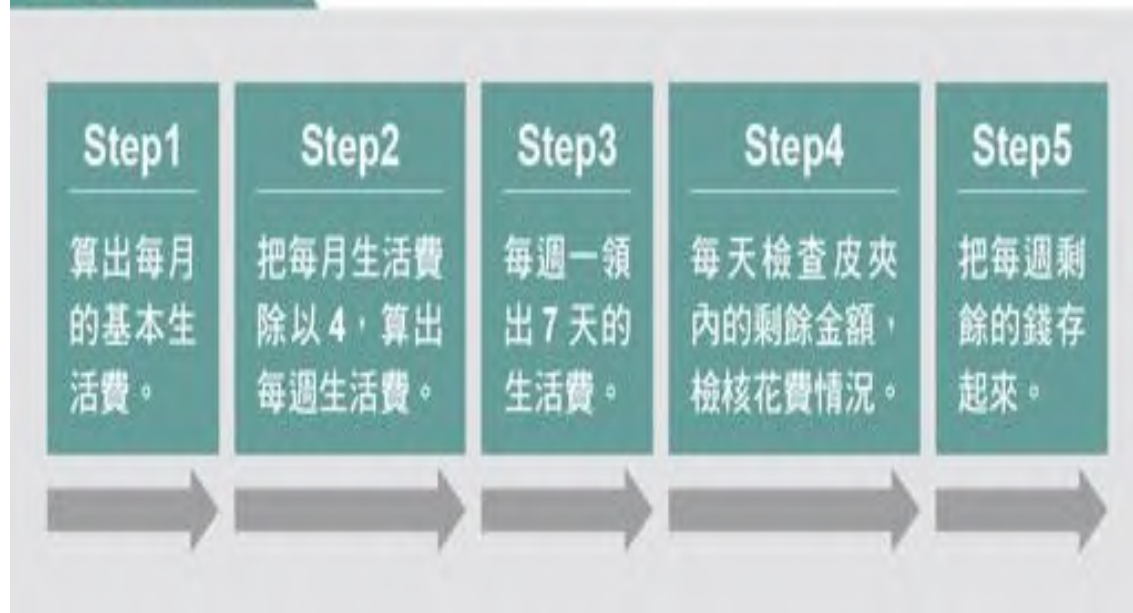 Step1
算出每月
的基本生
活費。
Step2
把每月生活費
除以4，算出
每週生活費。
Step3
每週一領
出7天的
生活費。
Step4
每天檢查皮夾
內的剩餘金額，
檢核花費情況。
Step5
把每週剩
餘的錢存
起來。